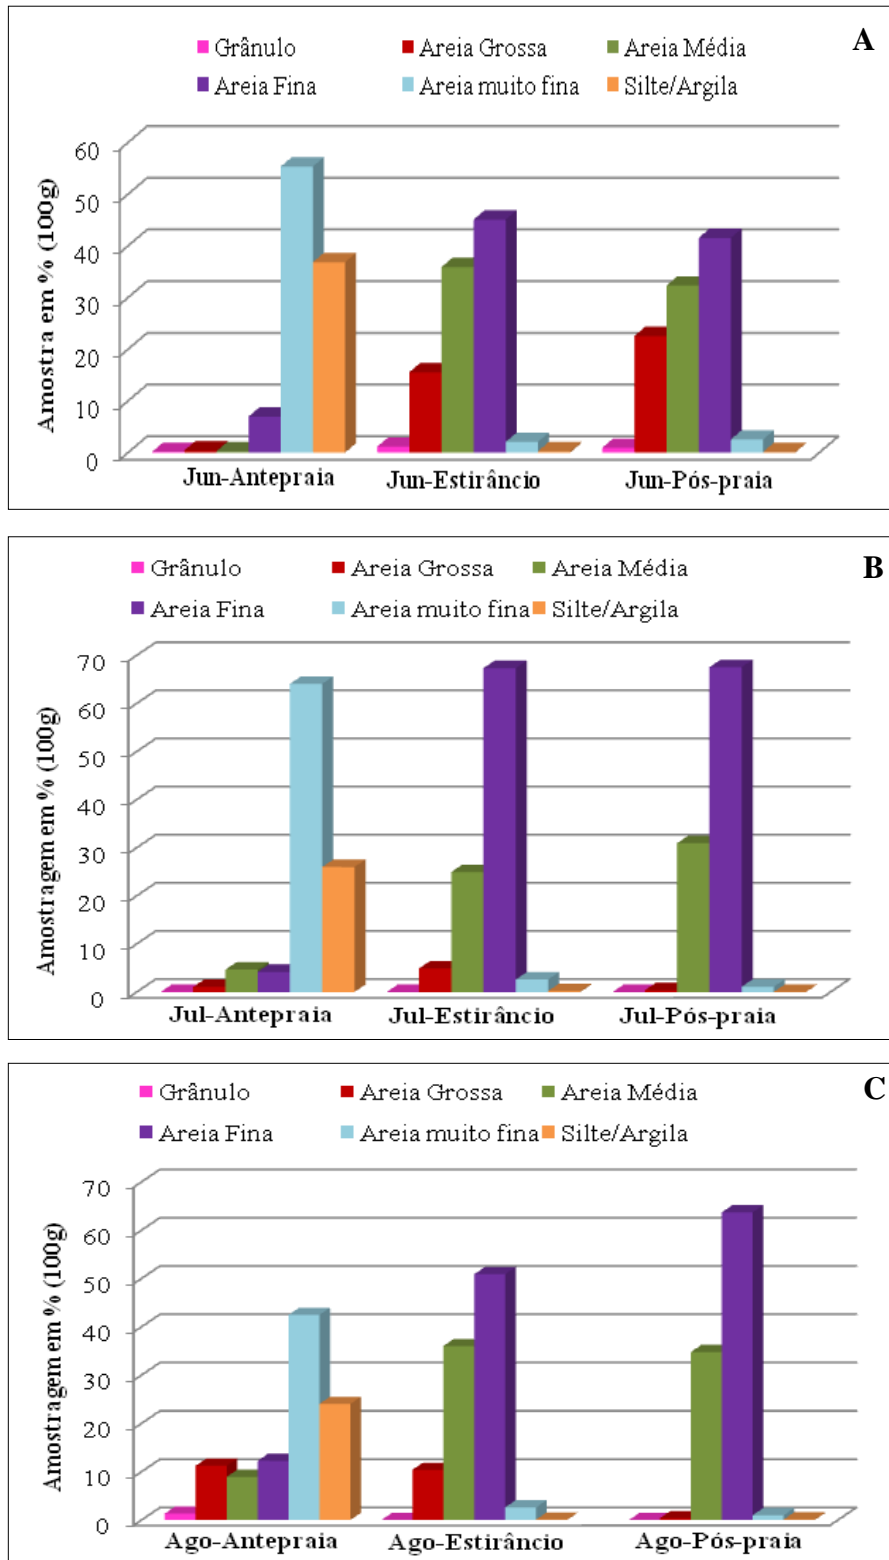 A
Grânulo Areia Grossa Areia Média
Areia Fina Areia muito fina Silte/Argila
Amostra em % (100g)
60
50
40
30
20
10
0
Jun-Antepraia Jun-Estirâncio Jun-Pós-praia
B
Grânulo Areia Grossa Areia Média
Areia Fina Areia muito fina Silte/Argila
Amostragem em % (100g)
70
60
50
40
30
20
10
0
Jul-Antepraia Jul-Estirâncio Jul-Pós-praia
C
Grânulo Areia Grossa Areia Média
Areia Fina Areia muito fina Silte/Argila
Amostragem em % (100g)
70
60
50
40
30
20
10
0
Ago-Antepraia Ago-Estirâncio Ago-Pós-praia